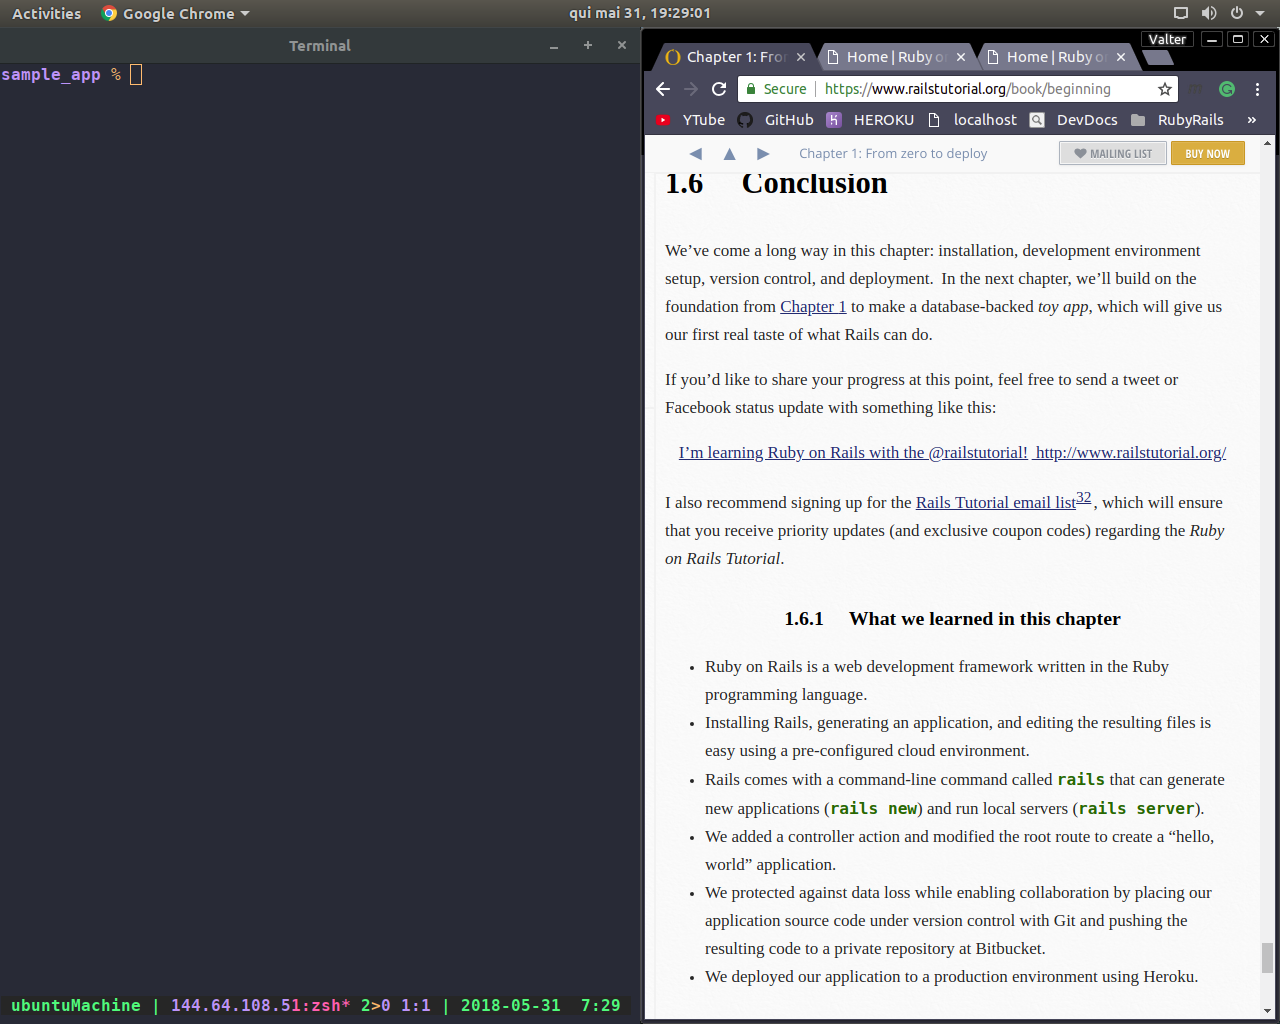 Activities Google Chrome qui mai 31, 19:29:01
Terminal
sample_app %
ubuntuMachine | 144.64.108.51:zsh* 2>0 1:1 | 2018-05-31 7:29
Valter
Chapter 1: Fro Home | Ruby o Home | Ruby o
Secure | https://www.railstutorial.org/book/beginning
YTube GitHub HEROKU localhost DevDocs RubyRails »
Chapter 1: From zero to deploy MAILING LIST BUY NOW
1.6 Conclusion
We’ve come a long way in this chapter: installation, development environment
setup, version control, and deployment. In the next chapter, we’ll build on the
foundation from Chapter 1 to make a database-backed toy app, which will give us
our first real taste of what Rails can do.
If you’d like to share your progress at this point, feel free to send a tweet or
Facebook status update with something like this:
I’m learning Ruby on Rails with the @railstutorial! http://www.railstutorial.org/
I also recommend signing up for the Rails Tutorial email list32, which will ensure
that you receive priority updates (and exclusive coupon codes) regarding the Ruby
on Rails Tutorial.
1.6.1 What we learned in this chapter
• Ruby on Rails is a web development framework written in the Ruby
programming language.
• Installing Rails, generating an application, and editing the resulting files is
easy using a pre-configured cloud environment.
• Rails comes with a command-line command called rails that can generate
new applications (rails new) and run local servers (rails server).
• We added a controller action and modified the root route to create a “hello,
world” application.
• We protected against data loss while enabling collaboration by placing our
application source code under version control with Git and pushing the
resulting code to a private repository at Bitbucket.
• We deployed our application to a production environment using Heroku.